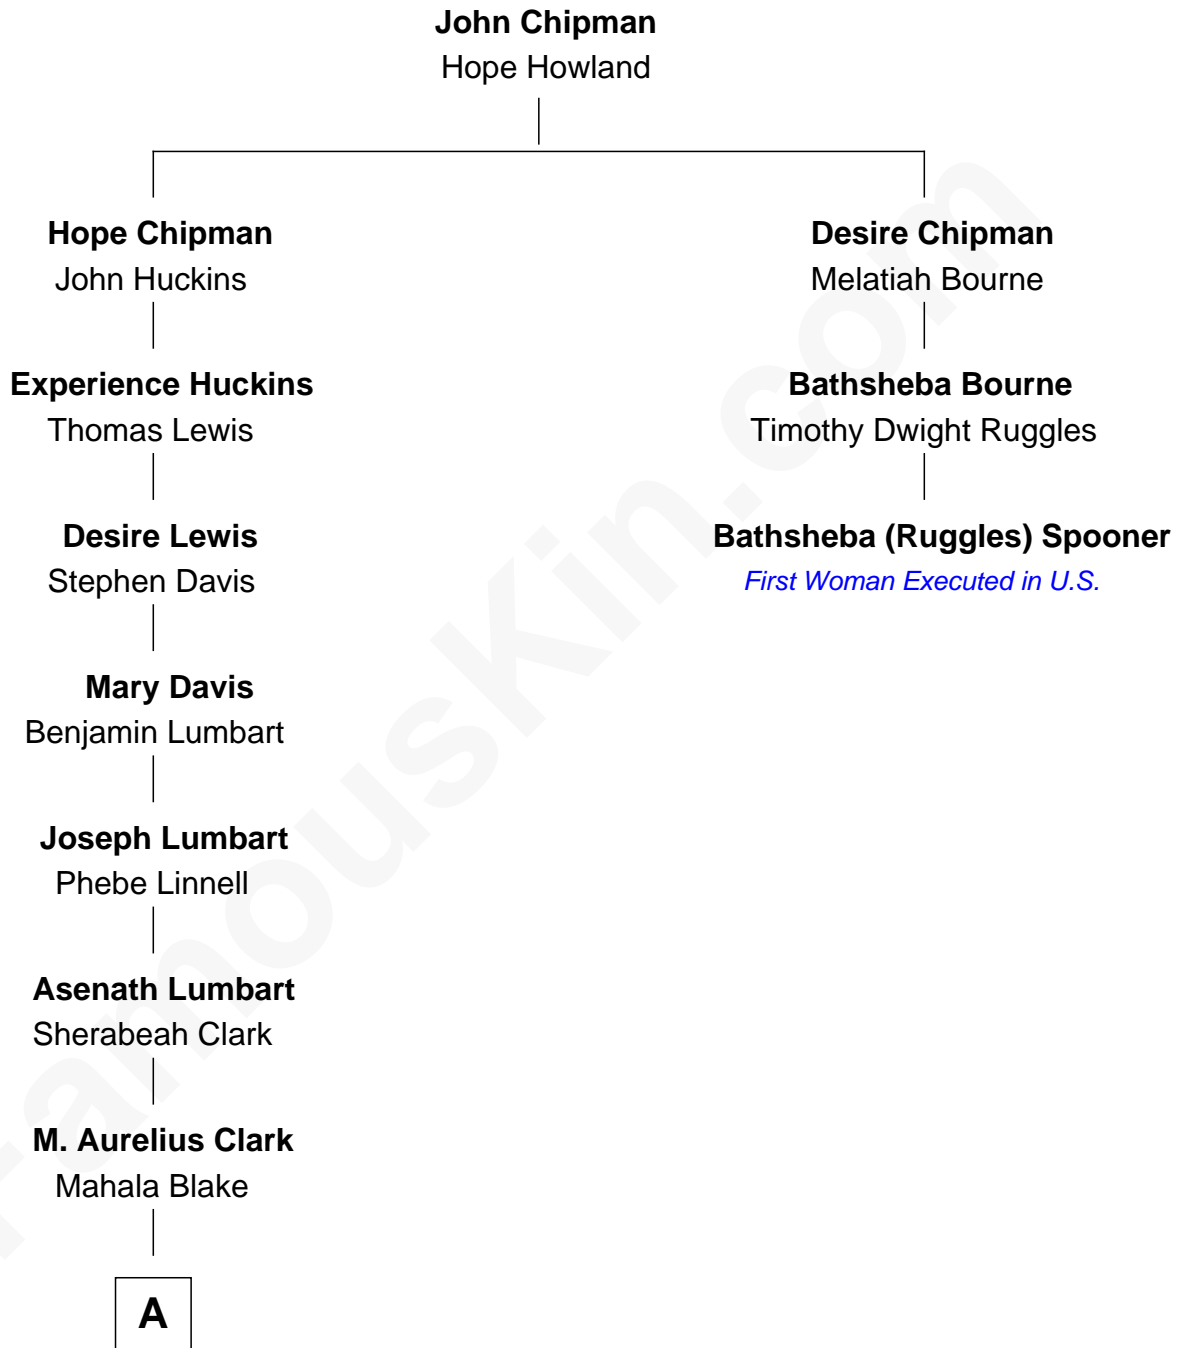 John Chipman
Hope Howland
Hope Chipman
John Huckins
Desire Chipman
Melatiah Bourne
Experience Huckins
Thomas Lewis
Bathsheba Bourne
Timothy Dwight Ruggles
Desire Lewis
Stephen Davis
Bathsheba (Ruggles) Spooner
First Woman Executed in U.S.
Mary Davis
Benjamin Lumbart
Joseph Lumbart
Phebe Linnell
Asenath Lumbart
Sherabeah Clark
M. Aurelius Clark
Mahala Blake
A
FamousKin.com